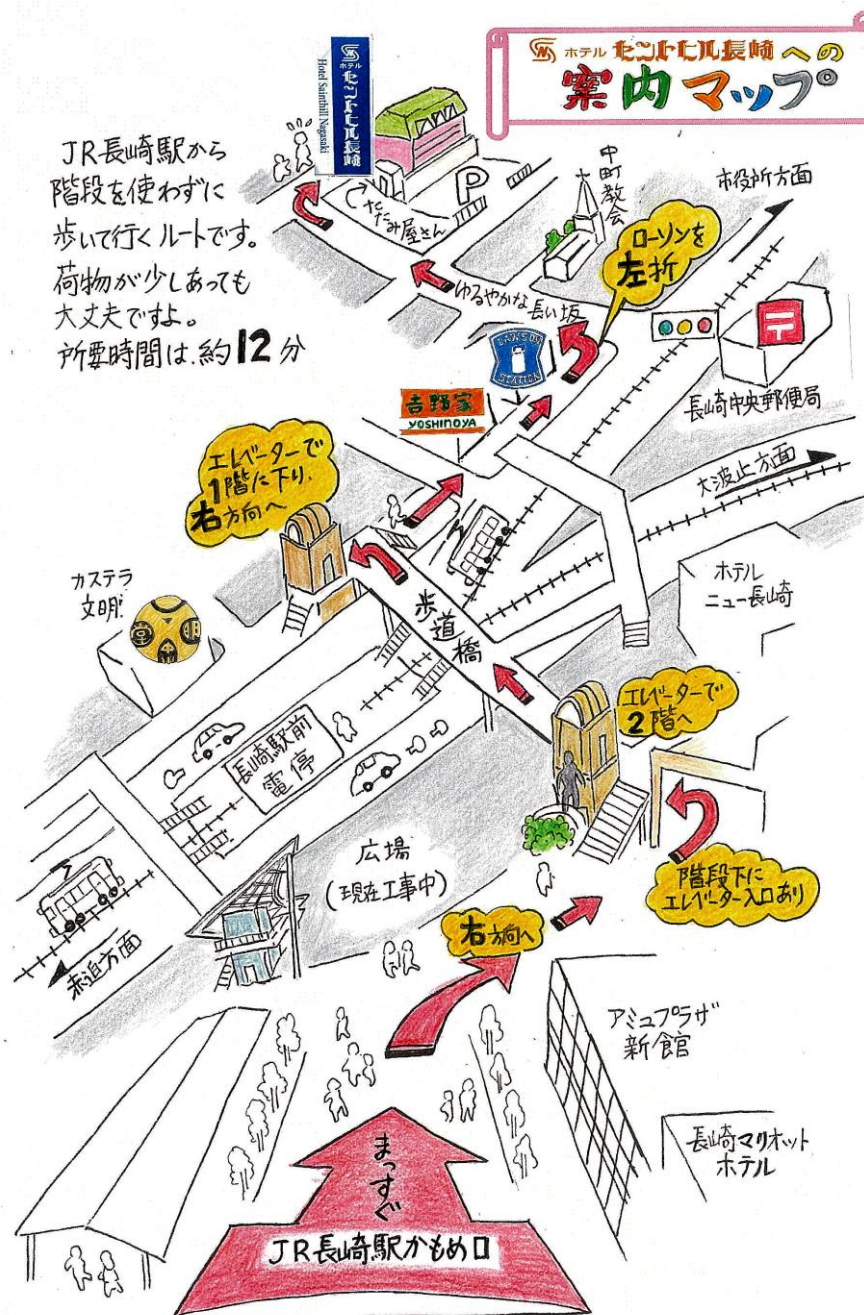 ホテル セントヒル長崎 への
案内マップ
ホテル
セントヒル長崎
Hotel Sainthill Nagasaki
JR長崎駅から
階段を使わずに
歩いて行くルートです。
荷物が少しあっても
大丈夫ですよ。
所要時間は、約12分
たたみ屋さん
P
中町教会
市役所方面
ローソンを
左折
ゆるやかな長い坂
LAWSON
STATION
吉野家
YOSHINOYA
〒
長崎中央郵便局
大波止方面
エレベーターで
1階に下り、
右方向へ
カステラ
文明堂
ホテル
ニュー長崎
歩道橋
エレベーターで
2階へ
長崎駅前
電停
広場
(現在工事中)
階段下に
エレベーター入口あり
右方向へ
赤迫方面
アミュプラザ
新館
長崎マリオット
ホテル
まっすぐ
JR長崎駅かもめ口